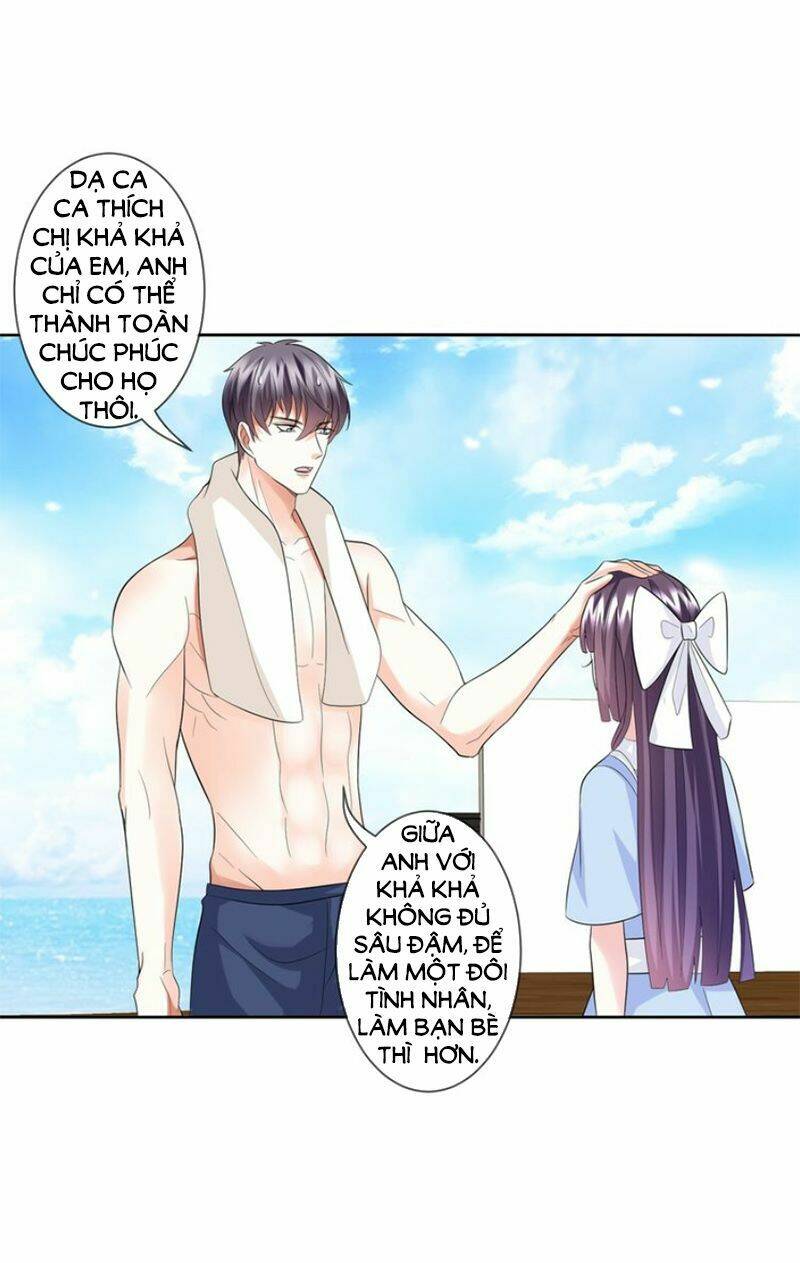 DẠ CA
CA THÍCH
CHỊ KHẢ KHẢ
CỦA EM, ANH
CHỈ CÓ THỂ
THÀNH TOÀN
CHÚC PHÚC
CHO HỌ
THÔI.
GIỮA
ANH VỚI
KHẢ KHẢ
KHÔNG ĐỦ
SÂU ĐẬM, ĐỂ
LÀM MỘT ĐÔI
TÌNH NHÂN,
LÀM BẠN BÈ
THÌ HƠN.